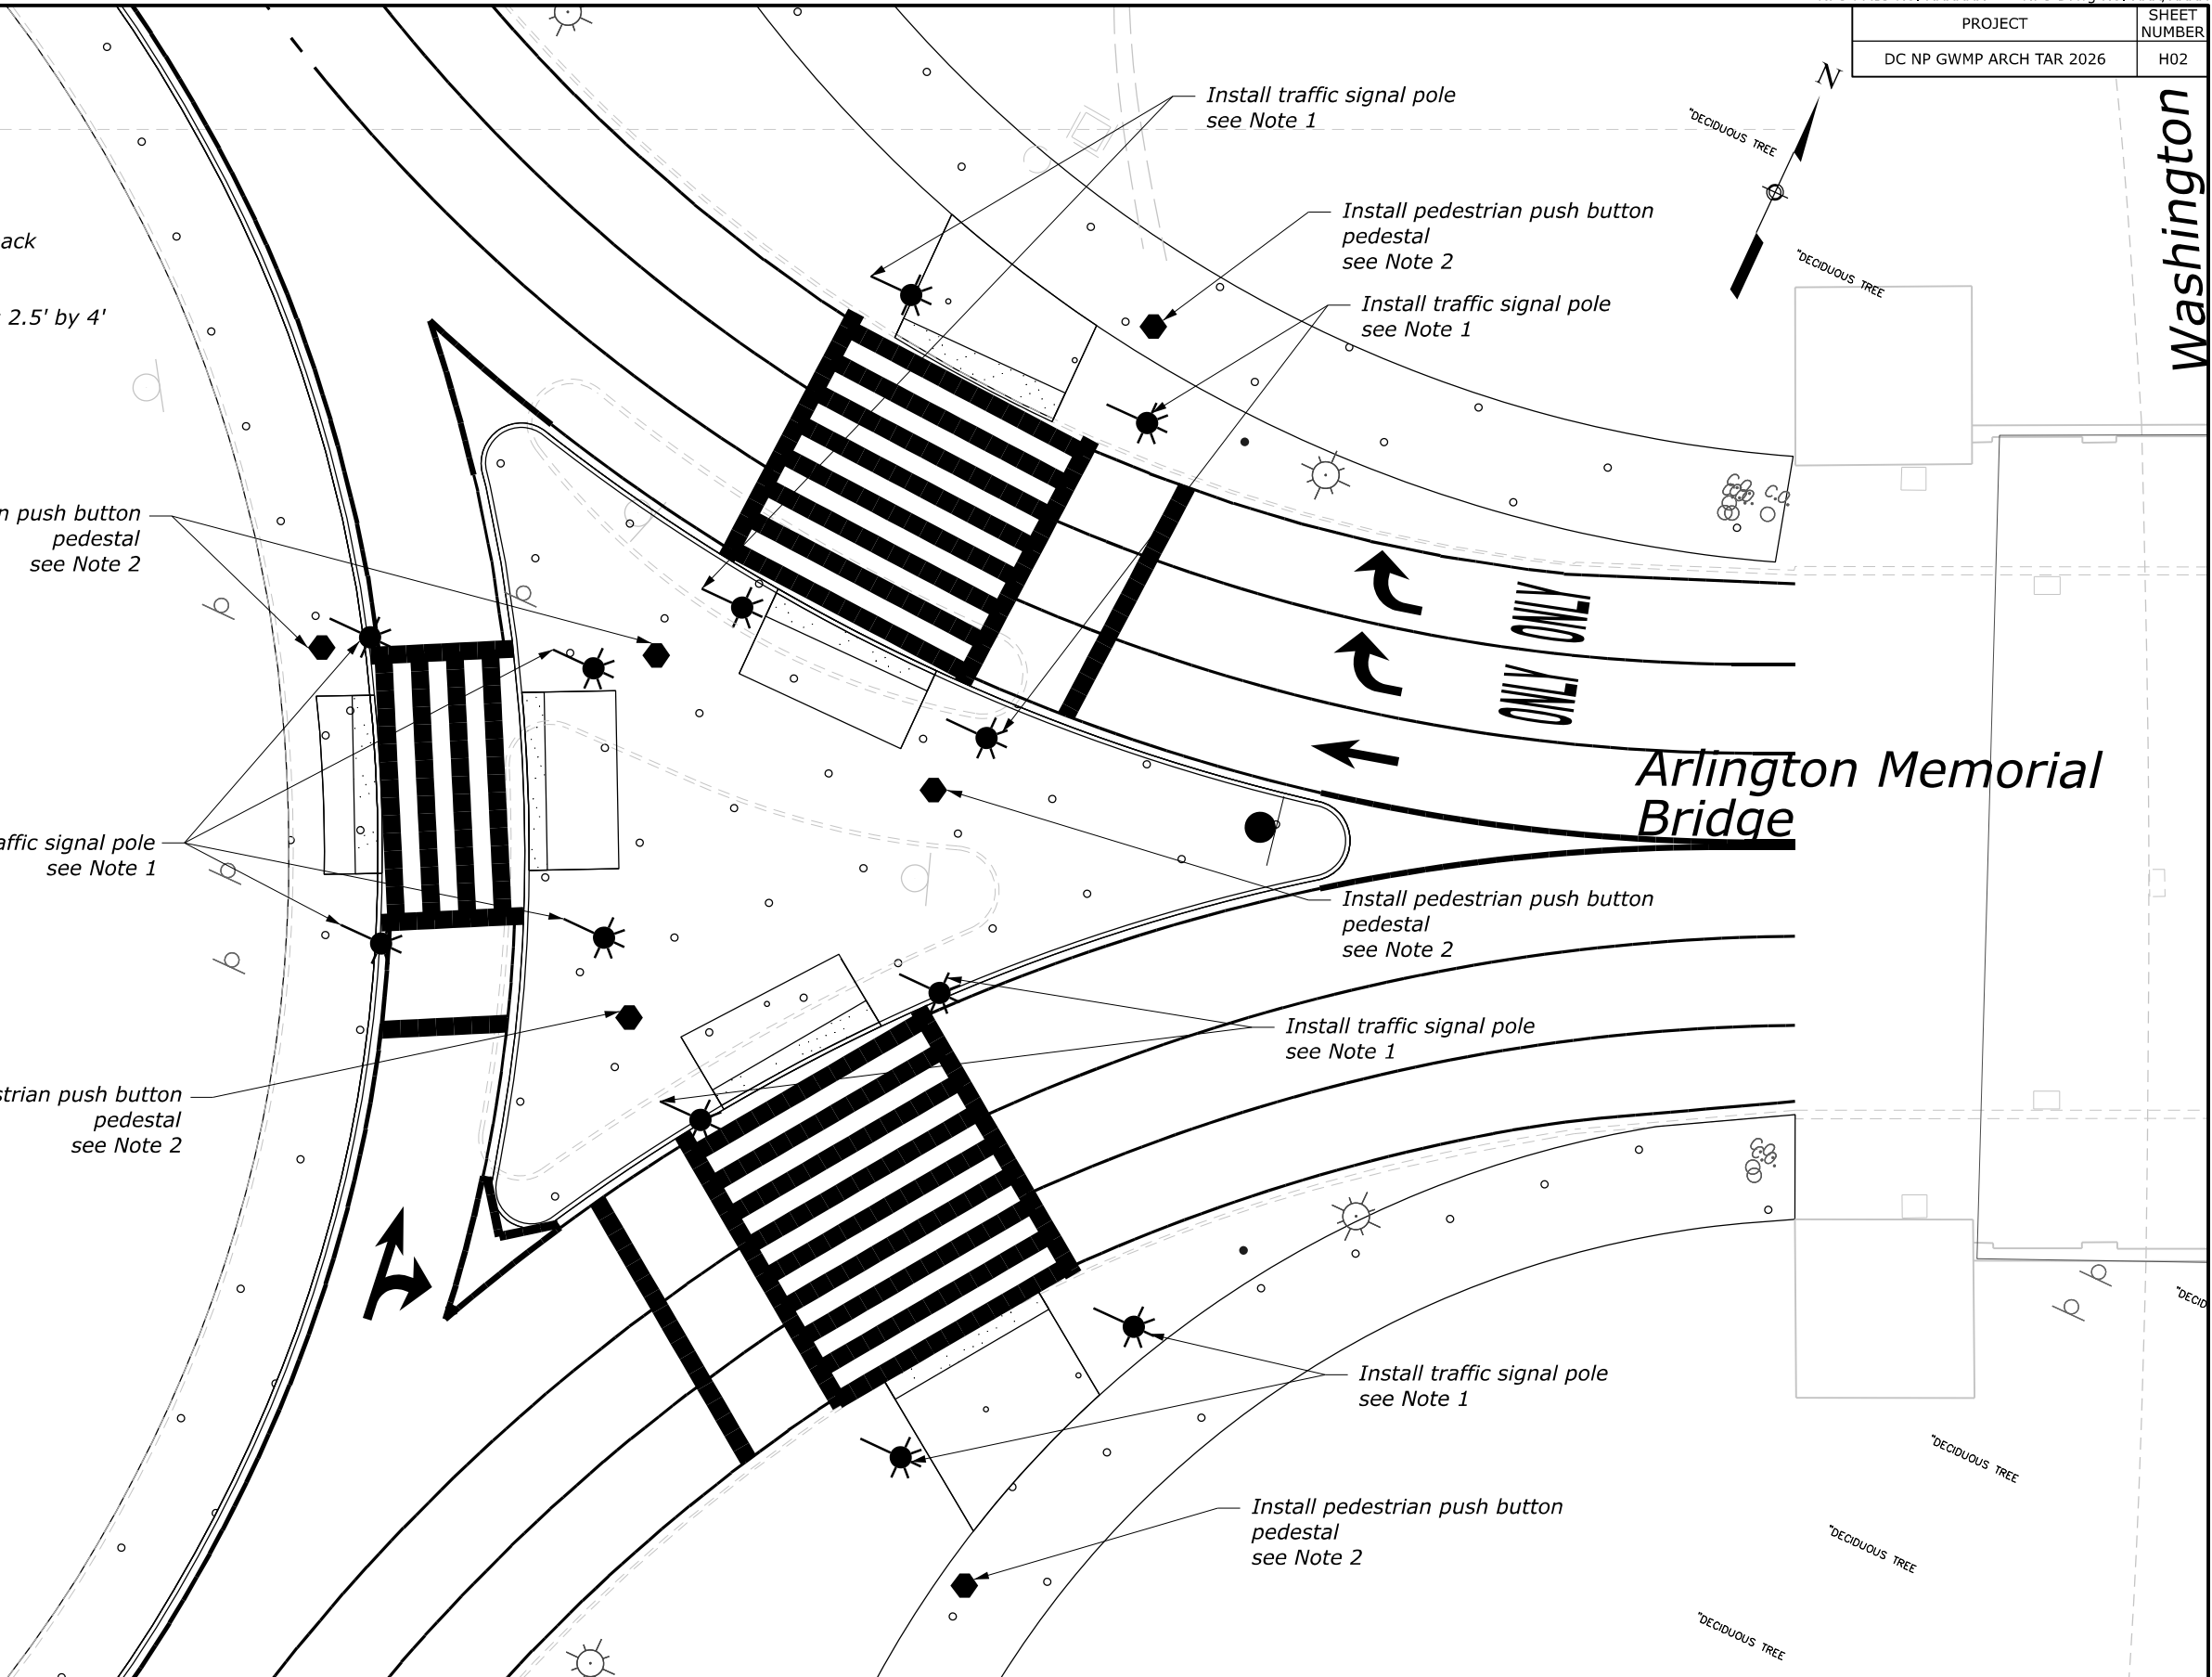 PROJECT
SHEET
NUMBER
DC NP GWMP ARCH TAR 2026
H02
N
Washington
"DECIDUOUS TREE
"DECIDUOUS TREE
Install traffic signal pole
see Note 1
Install pedestrian push button
pedestal
see Note 2
Install traffic signal pole
see Note 1
ack
2.5' by 4'
n push button
pedestal
see Note 2
ONLY
ONLY
Arlington Memorial
Bridge
affic signal pole
see Note 1
Install pedestrian push button
pedestal
see Note 2
Install traffic signal pole
see Note 1
strian push button
pedestal
see Note 2
"DECID
Install traffic signal pole
see Note 1
"DECIDUOUS TREE
Install pedestrian push button
pedestal
see Note 2
"DECIDUOUS TREE
"DECIDUOUS TREE